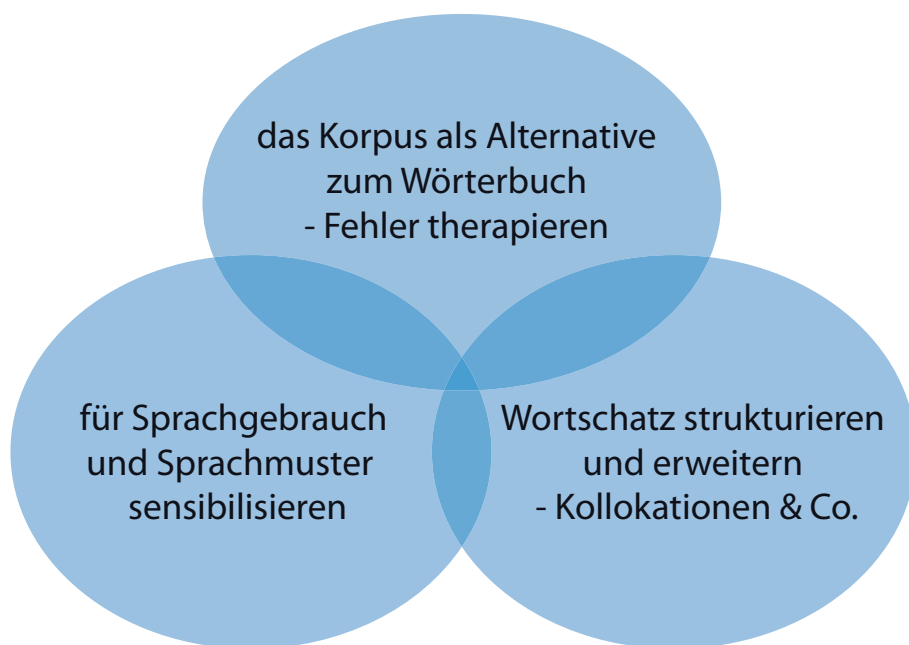 das Korpus als Alternative
zum Wörterbuch
- Fehler therapieren
für Sprachgebrauch
und Sprachmuster
sensibilisieren
Wortschatz strukturieren
und erweitern
- Kollokationen & Co.